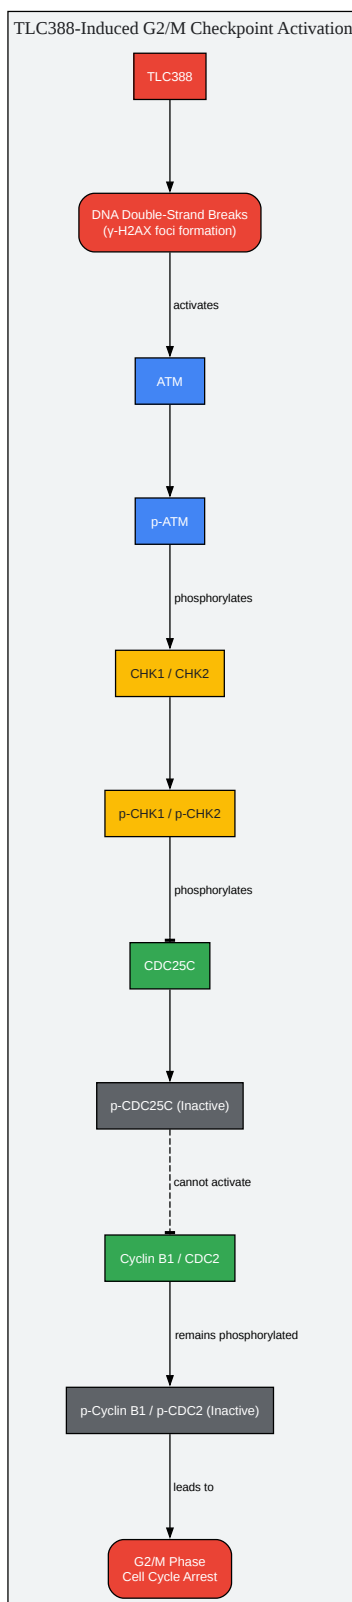 TLC388-Induced G2/M Checkpoint Activation
TLC388
DNA Double-Strand Breaks
(γ-H2AX foci formation)
activates
ATM
p-ATM
phosphorylates
CHK1 / CHK2
p-CHK1 / p-CHK2
phosphorylates
CDC25C
p-CDC25C (Inactive)
cannot activate
Cyclin B1 / CDC2
remains phosphorylated
p-Cyclin B1 / p-CDC2 (Inactive)
leads to
G2/M Phase
Cell Cycle Arrest